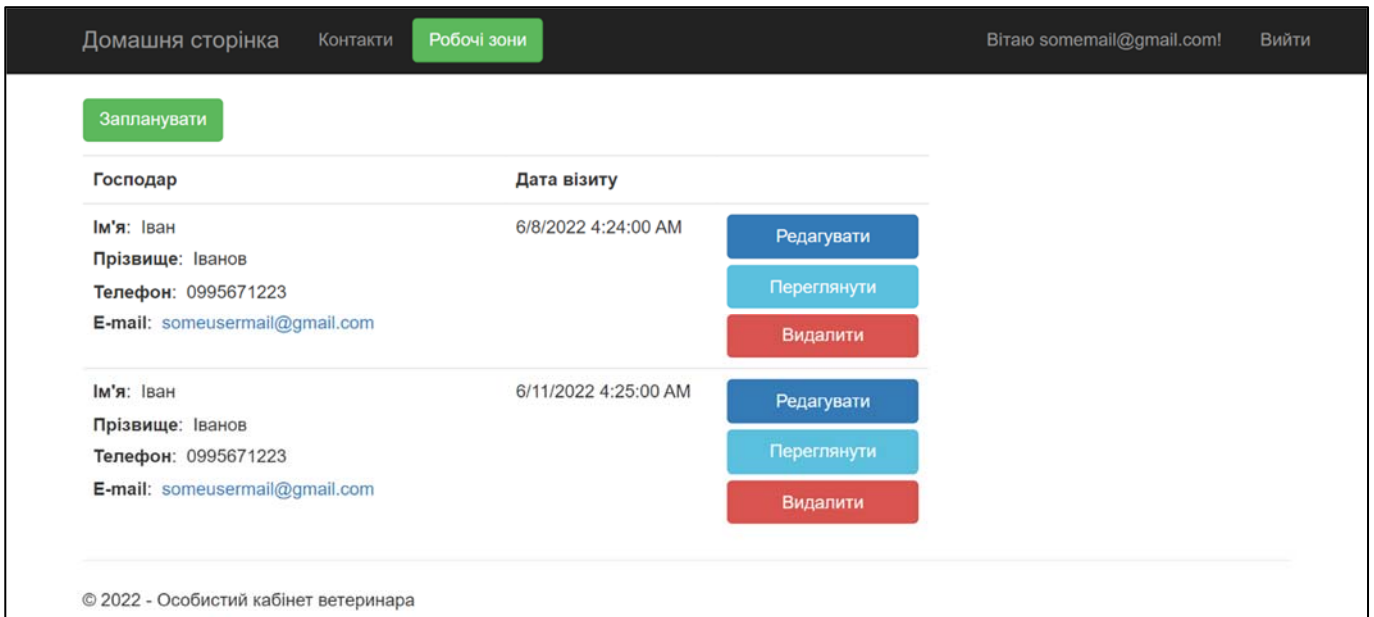 Домашня сторінка Контакти Робочі зони Вітаю somemail@gmail.com! Вийти
Запланувати
Господар Дата візиту
Ім'я: Іван 6/8/2022 4:24:00 AM Редагувати
Прізвище: Іванов
Телефон: 0995671223 Переглянути
E-mail: someusermail@gmail.com Видалити
Ім'я: Іван 6/11/2022 4:25:00 AM Редагувати
Прізвище: Іванов
Телефон: 0995671223 Переглянути
E-mail: someusermail@gmail.com Видалити
© 2022 - Особистий кабінет ветеринара